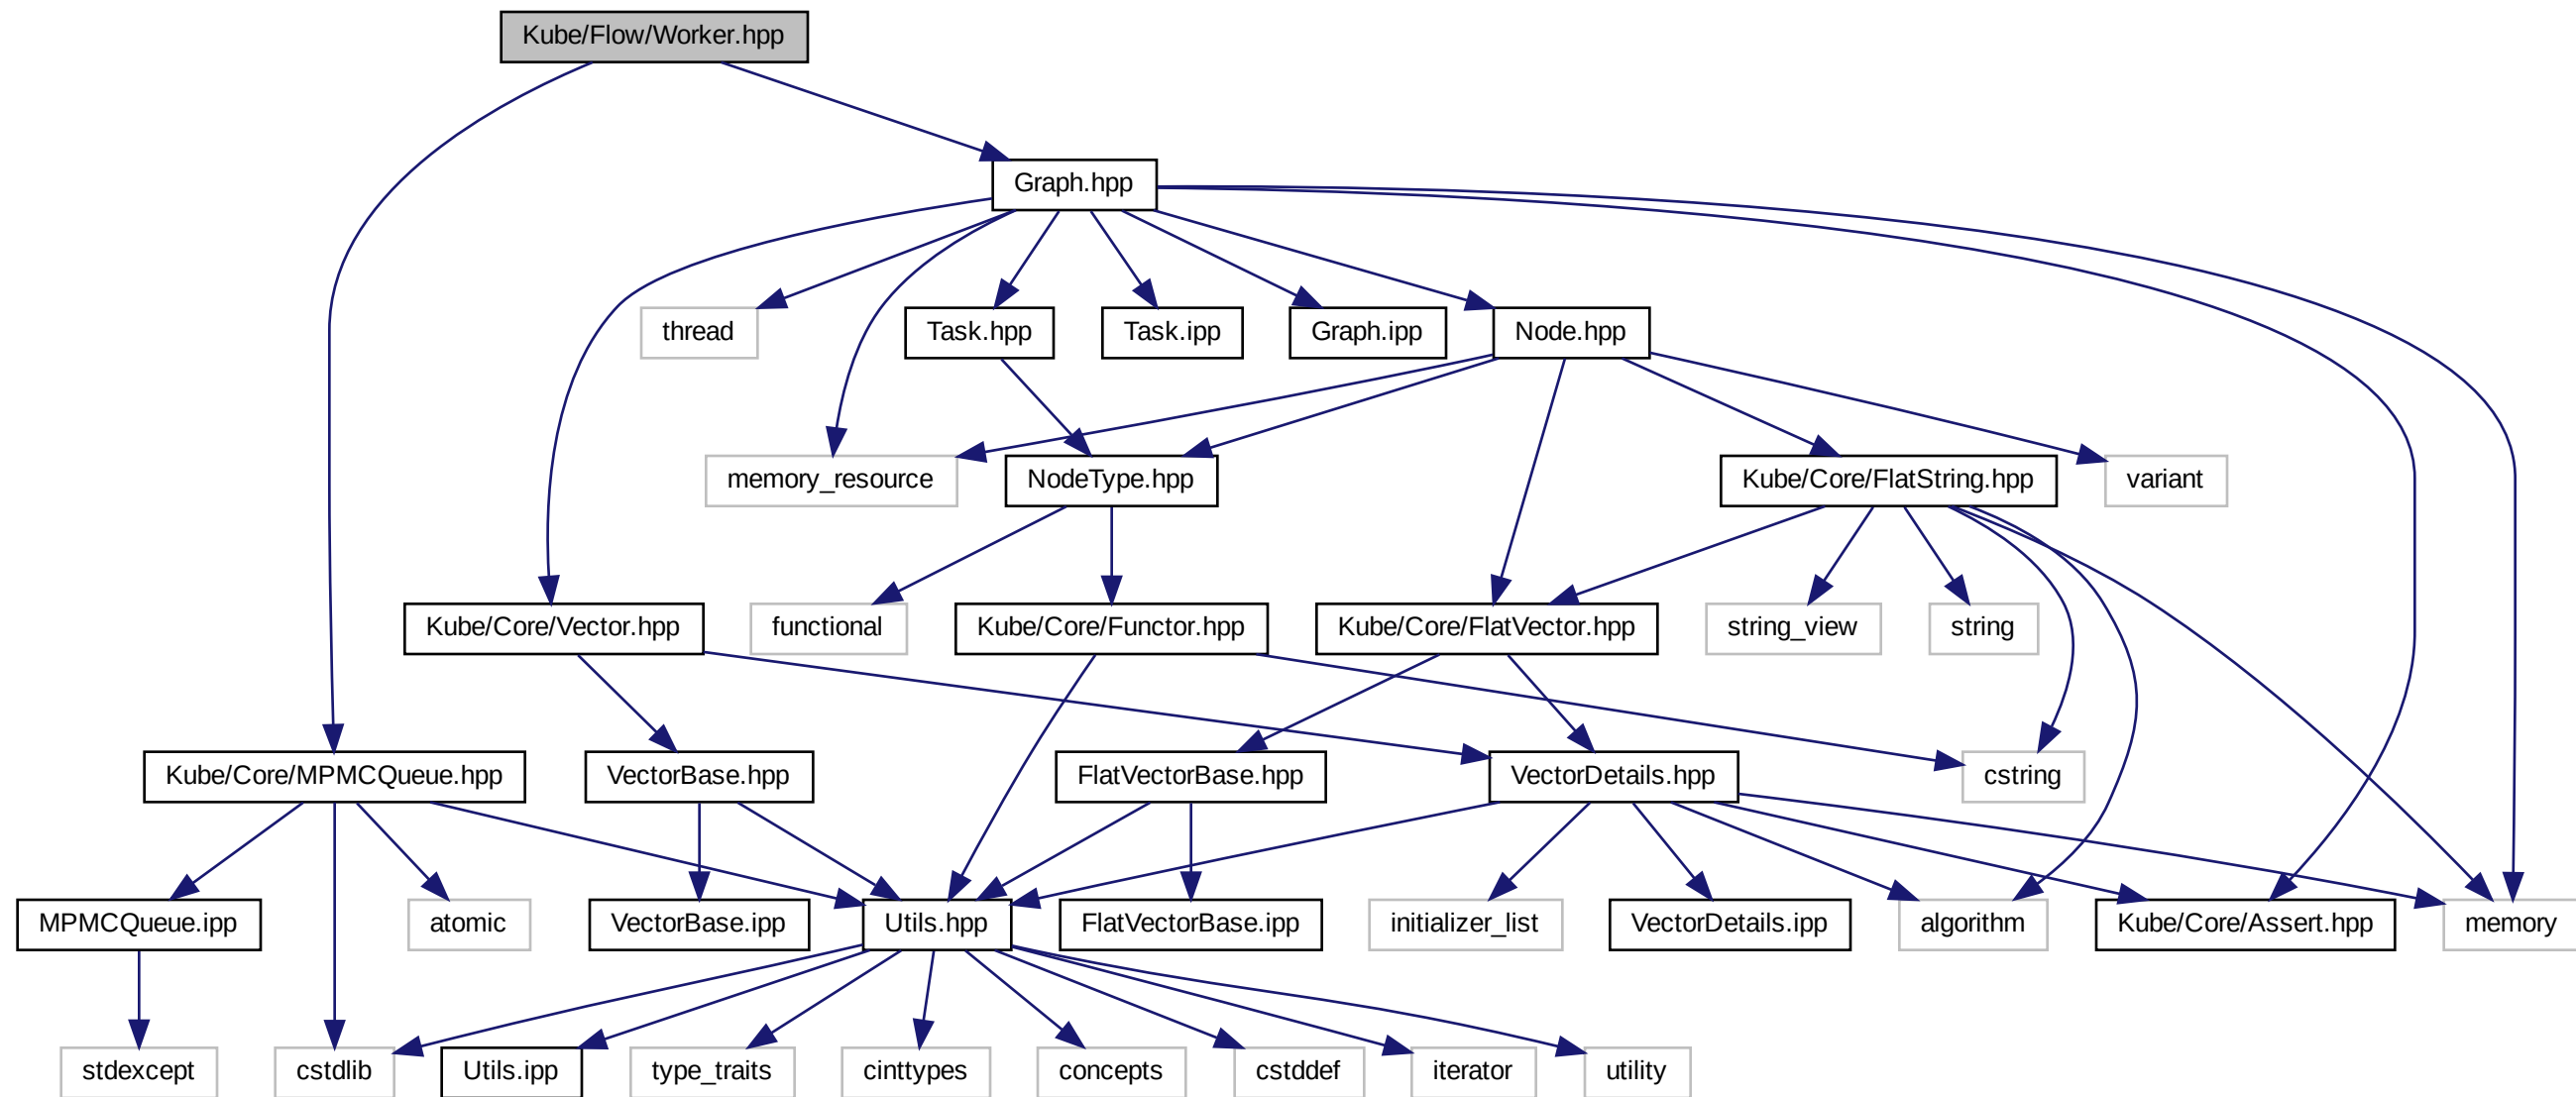 Kube/Flow/Worker.hpp
Graph.hpp
thread
Task.hpp
Task.ipp
Graph.ipp
Node.hpp
memory_resource
NodeType.hpp
Kube/Core/FlatString.hpp
variant
Kube/Core/Vector.hpp
functional
Kube/Core/Functor.hpp
Kube/Core/FlatVector.hpp
string_view
string
Kube/Core/MPMCQueue.hpp
VectorBase.hpp
FlatVectorBase.hpp
VectorDetails.hpp
cstring
MPMCQueue.ipp
atomic
VectorBase.ipp
Utils.hpp
FlatVectorBase.ipp
initializer_list
VectorDetails.ipp
algorithm
Kube/Core/Assert.hpp
memory
stdexcept
cstdlib
Utils.ipp
type_traits
cinttypes
concepts
cstddef
iterator
utility